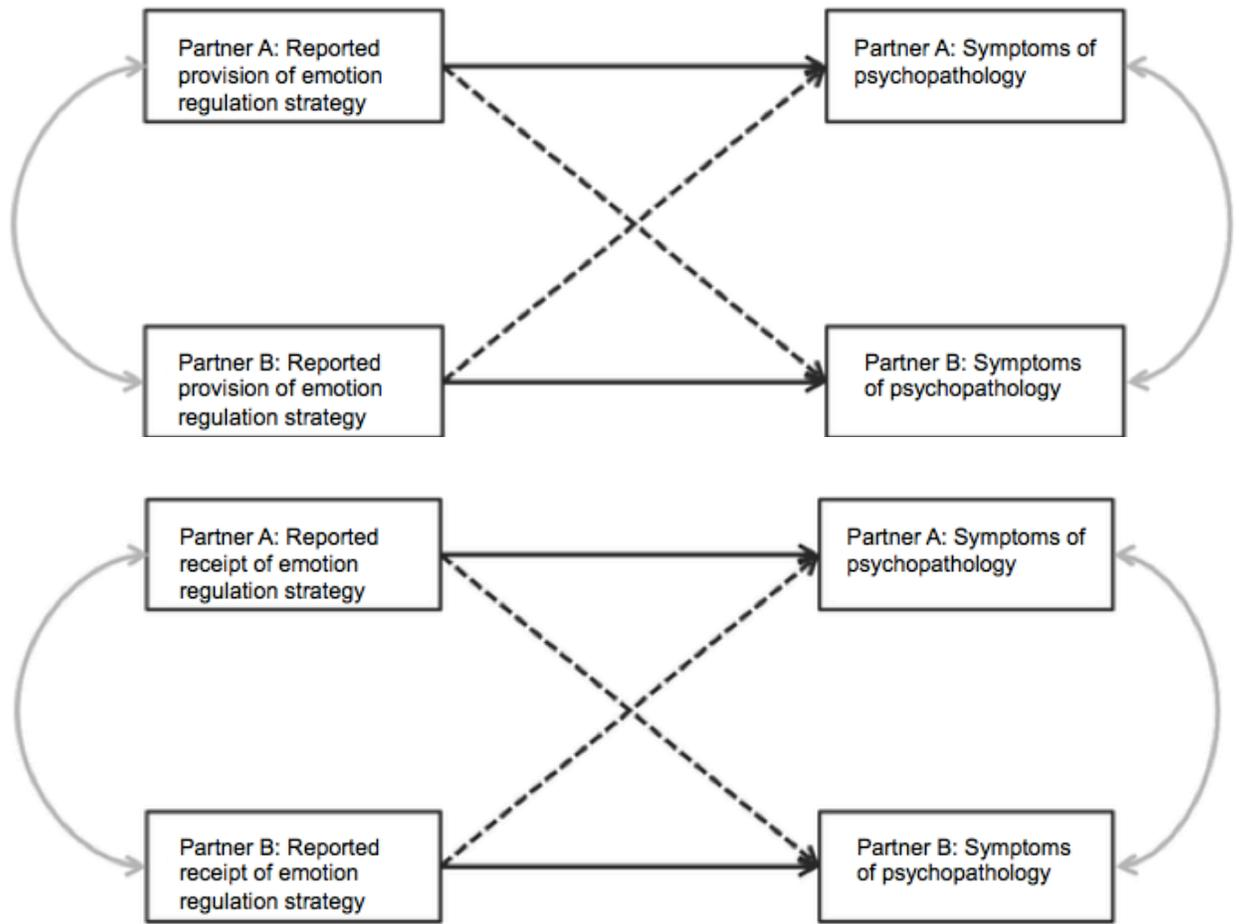 Partner A: Reported
provision of emotion
regulation strategy
Partner A: Symptoms of
psychopathology
Partner B: Reported
provision of emotion
regulation strategy
Partner B: Symptoms
of psychopathology
Partner A: Reported
receipt of emotion
regulation strategy
Partner A: Symptoms of
psychopathology
Partner B: Reported
receipt of emotion
regulation strategy
Partner B: Symptoms
of psychopathology